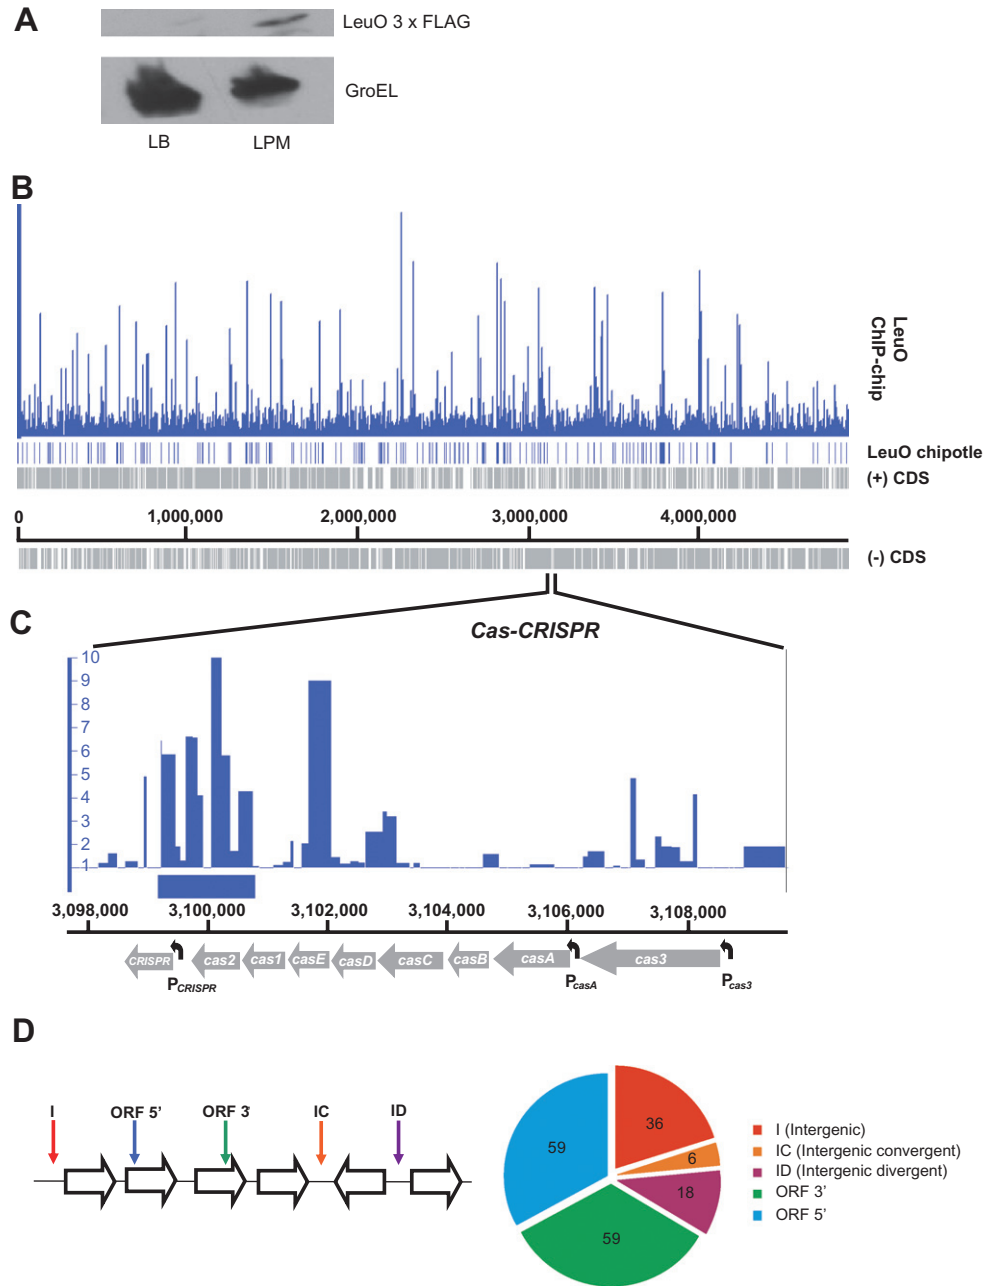 A
LeuO 3 x FLAG
GroEL
LB LPM
B
LeuO
ChIP-chip
LeuO chipotle
(+) CDS
0 1,000,000 2,000,000 3,000,000 4,000,000
(-) CDS
C
Cas-CRISPR
10
9
8
7
6
5
4
3
2
1
3,098,000 3,100,000 3,102,000 3,104,000 3,106,000 3,108,000
CRISPR cas2 cas1 casE casD casC casB casA cas3
PCRISPR PcasA Pcas3
D
I ORF 5' ORF 3' IC ID
36
6
18
59
59
I (Intergenic)
IC (Intergenic convergent)
ID (Intergenic divergent)
ORF 3'
ORF 5'